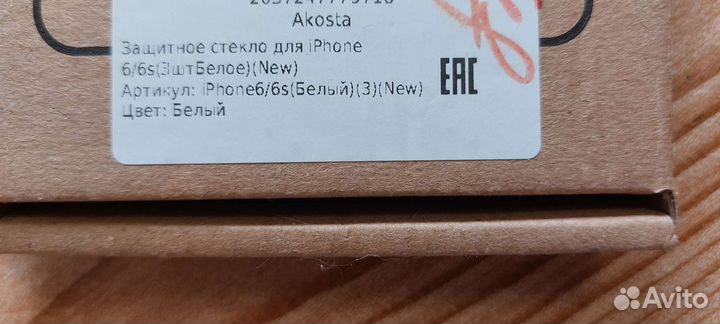 Akosta
Защитное стекло для iPhone
6/6s(3штБелое)(New)
Артикул: iPhone6/6s(Белый)(3)(New)
Цвет: Белый
EAC
Avito